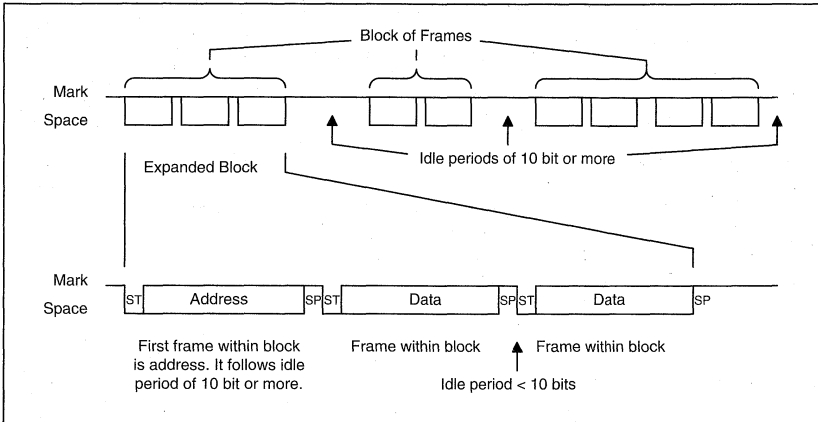 Block of Frames
Mark
Space
Idle periods of 10 bit or more
Expanded Block
Mark
Space
ST Address SP ST Data SP ST Data SP
First frame within block
is address. It follows idle
period of 10 bit or more.
Frame within block
Idle period < 10 bits
Frame within block